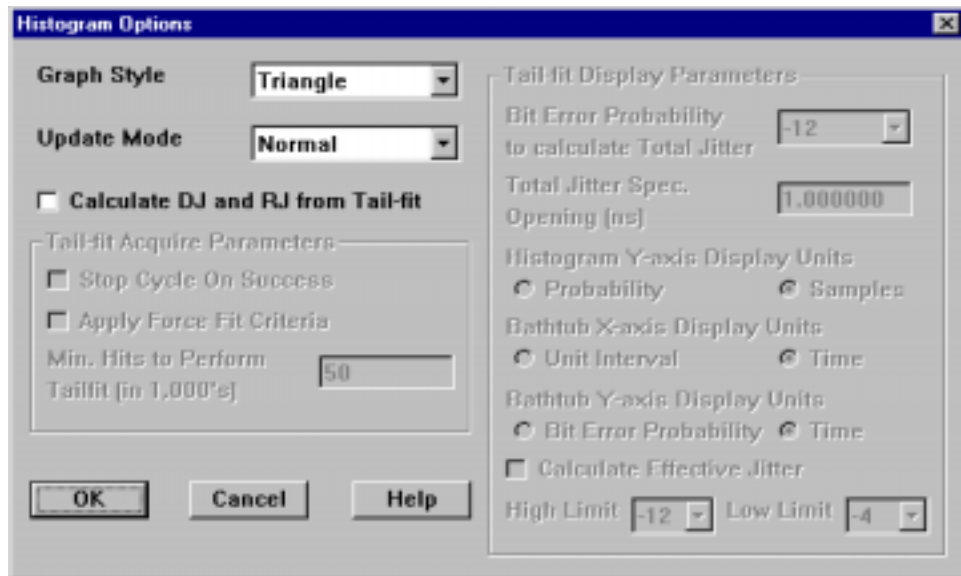 Histogram Options
Graph Style
Triangle
Update Mode
Normal
Calculate DJ and RJ from Tail-fit
Tail-fit Acquire Parameters
Stop Cycle On Success
Apply Force Fit Criteria
Min. Hits to Perform
Tailfit (in 1,000's)
50
OK
Cancel
Help
Tail-fit Display Parameters
Bit Error Probability
to calculate Total Jitter
-12
Total Jitter Spec.
Opening (ns)
1.000000
Histogram Y-axis Display Units
Probability
Samples
Bathtub X-axis Display Units
Unit Interval
Time
Bathtub Y-axis Display Units
Bit Error Probability
Time
Calculate Effective Jitter
High Limit
-12
Low Limit
-4